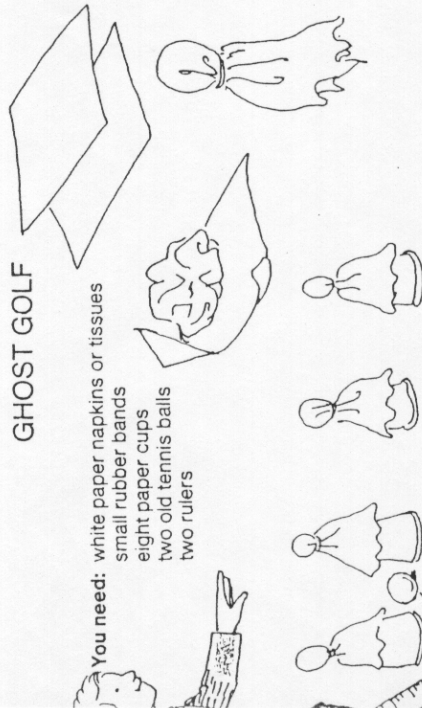 GHOST GOLF
You need: white paper napkins or tissues
small rubber bands
eight paper cups
two old tennis balls
two rulers